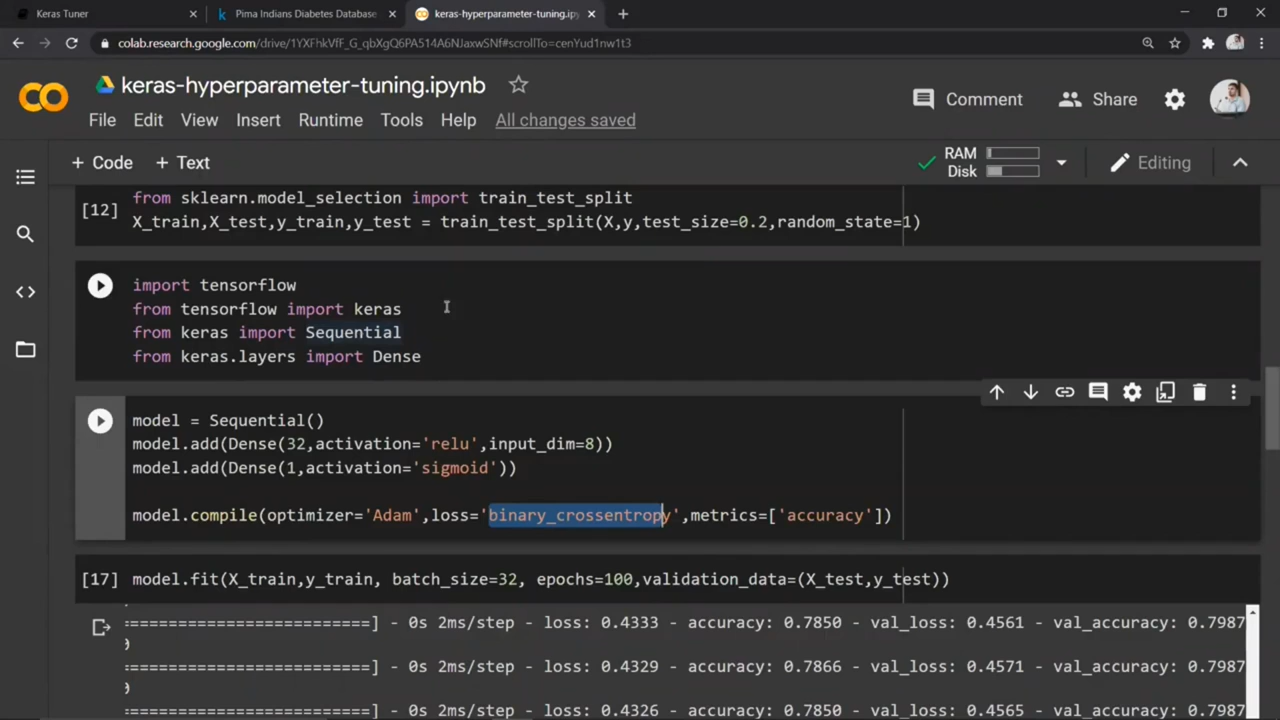 Keras Tuner
Pima Indians Diabetes Database
keras-hyperparameter-tuning.ipyn
colab.research.google.com/drive/1YXFhkVfF_G_qbXgQ6PA514A6NJaxwSNf#scrollTo=cenYud1nw1t3
keras-hyperparameter-tuning.ipynb
Comment
Share
File Edit View Insert Runtime Tools Help All changes saved
+ Code + Text
RAM
Disk
Editing
from sklearn.model_selection import train_test_split
[12]
X_train,X_test,y_train,y_test = train_test_split(X,y,test_size=0.2,random_state=1)
import tensorflow
from tensorflow import keras
from keras import Sequential
from keras.layers import Dense
model = Sequential()
model.add(Dense(32,activation='relu',input_dim=8))
model.add(Dense(1,activation='sigmoid'))
model.compile(optimizer='Adam',loss='binary_crossentropy',metrics=['accuracy'])
[17] model.fit(X_train,y_train, batch_size=32, epochs=100,validation_data=(X_test,y_test))
=========================] - 0s 2ms/step - loss: 0.4333 - accuracy: 0.7850 - val_loss: 0.4561 - val_accuracy: 0.7987
0
=========================] - 0s 2ms/step - loss: 0.4329 - accuracy: 0.7866 - val_loss: 0.4571 - val_accuracy: 0.7987
0
=========================] - 0s 2ms/step - loss: 0.4326 - accuracy: 0.7850 - val_loss: 0.4565 - val_accuracy: 0.7987